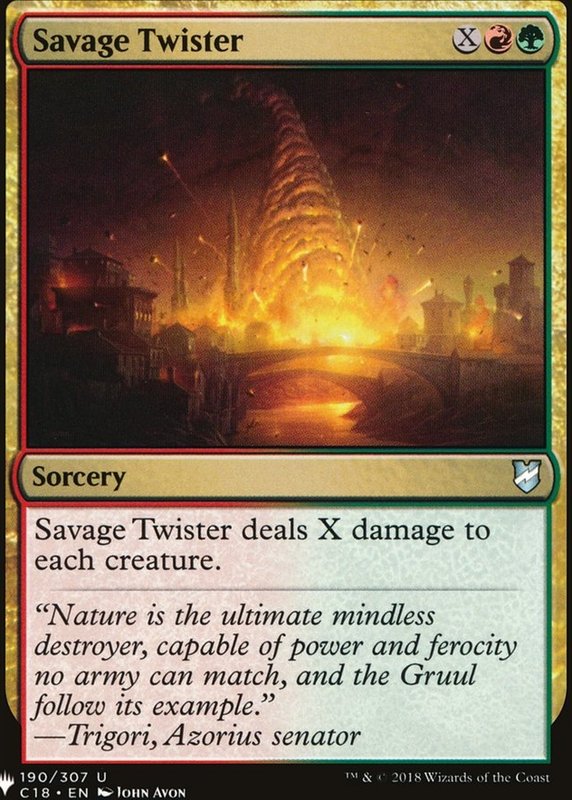 Savage Twister X
Sorcery
Savage Twister deals X damage to
each creature.
“Nature is the ultimate mindless
destroyer, capable of power and ferocity
no army can match, and the Gruul
follow its example.”
—Trigori, Azorius senator
190/307 U
C18 • EN John Avon
™ & © 2018 Wizards of the Coast